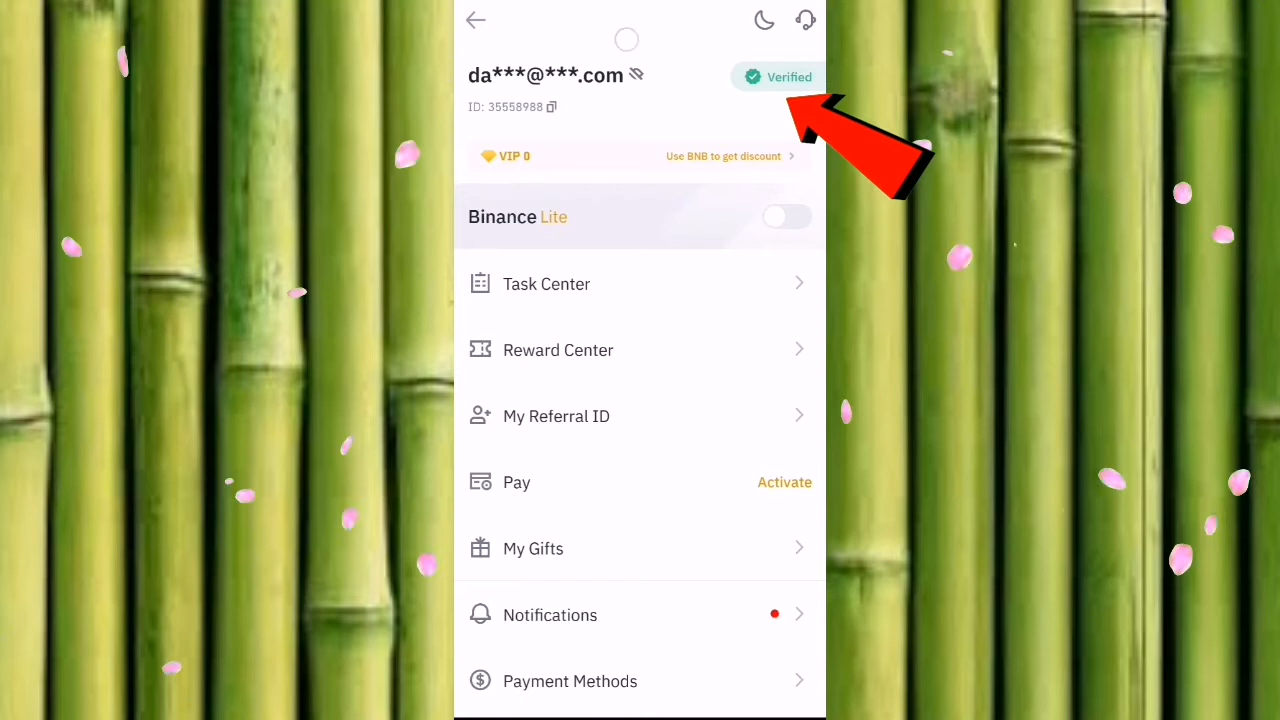 da***@***.com
Verified
ID: 35558988
VIP 0 Use BNB to get discount
Binance Lite
Task Center
Reward Center
My Referral ID
Pay Activate
My Gifts
Notifications
Payment Methods